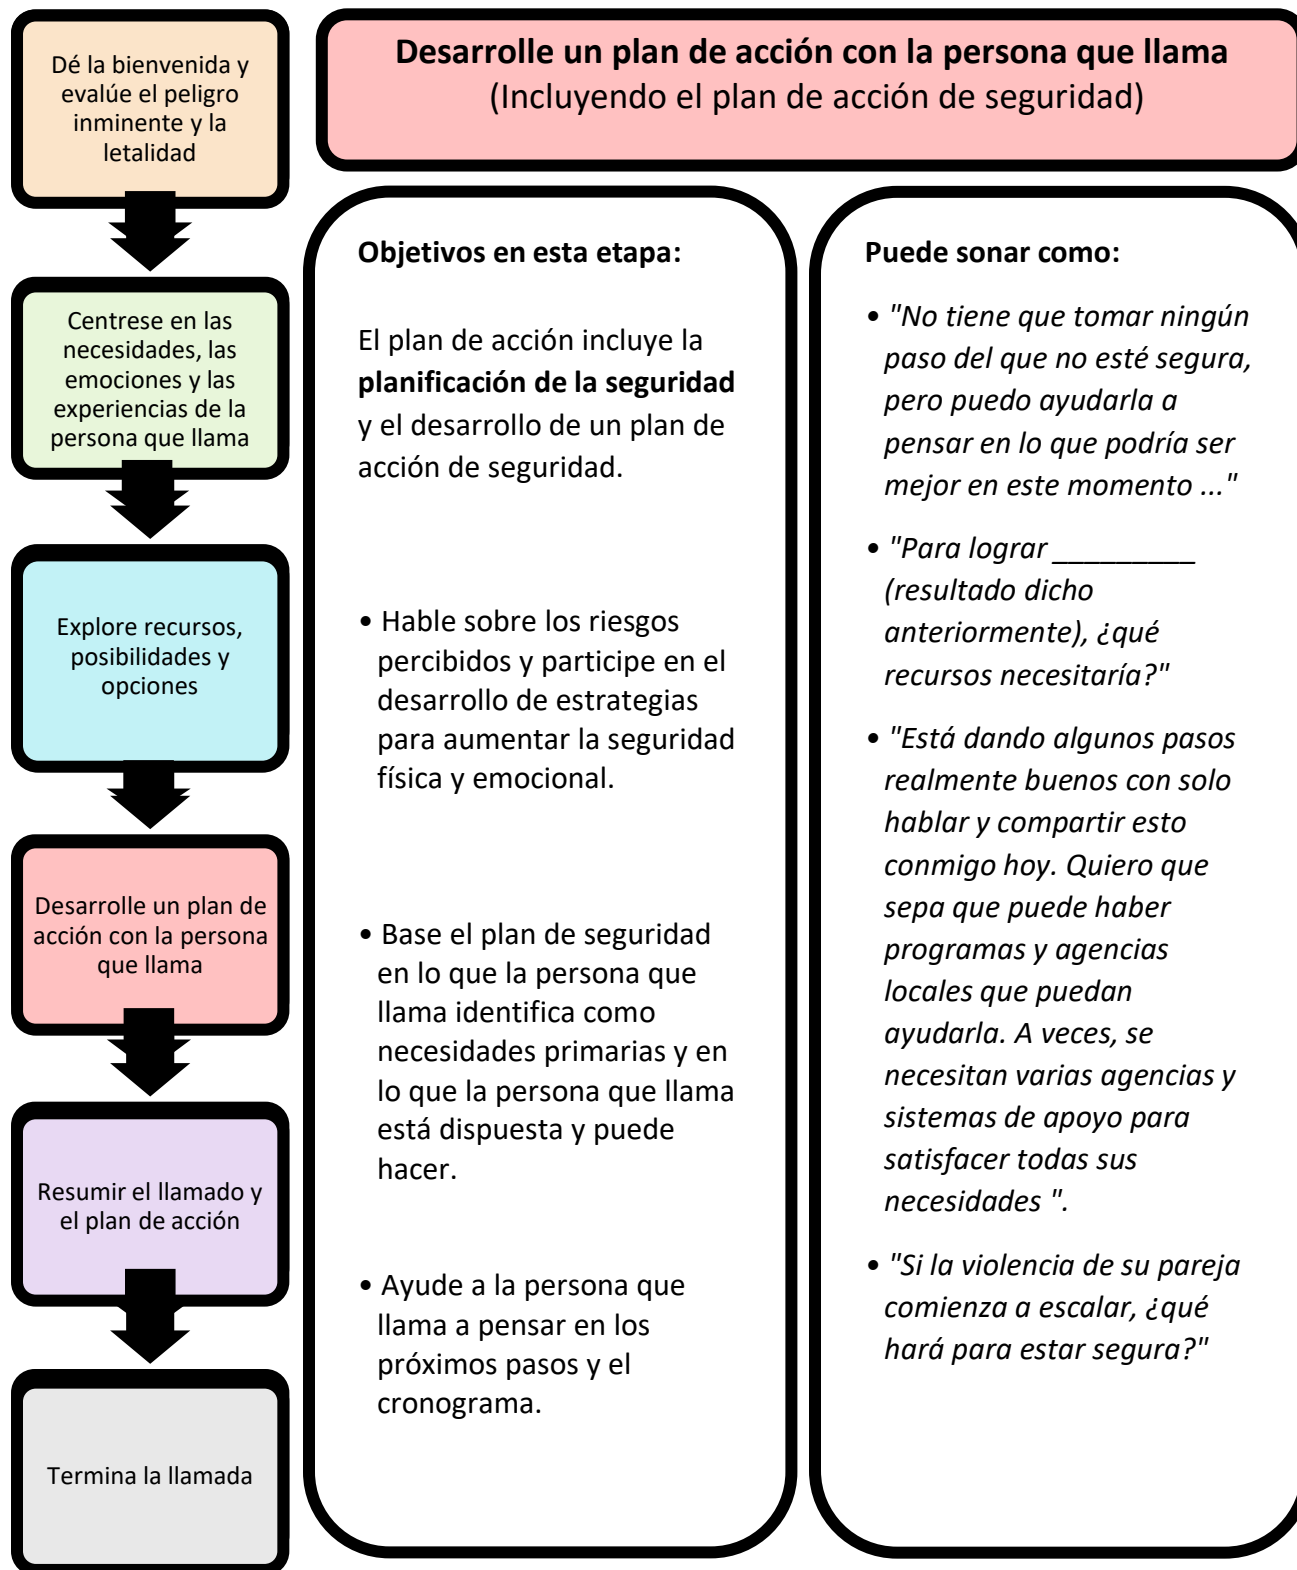 Dé la bienvenida y
evalúe el peligro
inminente y la
letalidad
Centrese en las
necesidades, las
emociones y las
experiencias de la
persona que llama
Explore recursos,
posibilidades y
opciones
Desarrolle un plan de
acción con la persona
que llama
Resumir el llamado y
el plan de acción
Termina la llamada
Desarrolle un plan de acción con la persona que llama
(Incluyendo el plan de acción de seguridad)
Objetivos en esta etapa:
El plan de acción incluye la
planificación de la seguridad
y el desarrollo de un plan de
acción de seguridad.
• Hable sobre los riesgos
percibidos y participe en el
desarrollo de estrategias
para aumentar la seguridad
física y emocional.
• Base el plan de seguridad
en lo que la persona que
llama identifica como
necesidades primarias y en
lo que la persona que llama
está dispuesta y puede
hacer.
• Ayude a la persona que
llama a pensar en los
próximos pasos y el
cronograma.
Puede sonar como:
• "No tiene que tomar ningún
paso del que no esté segura,
pero puedo ayudarla a
pensar en lo que podría ser
mejor en este momento ..."
• "Para lograr _________
(resultado dicho
anteriormente), ¿qué
recursos necesitaría?"
• "Está dando algunos pasos
realmente buenos con solo
hablar y compartir esto
conmigo hoy. Quiero que
sepa que puede haber
programas y agencias
locales que puedan
ayudarla. A veces, se
necesitan varias agencias y
sistemas de apoyo para
satisfacer todas sus
necesidades ".
• "Si la violencia de su pareja
comienza a escalar, ¿qué
hará para estar segura?"